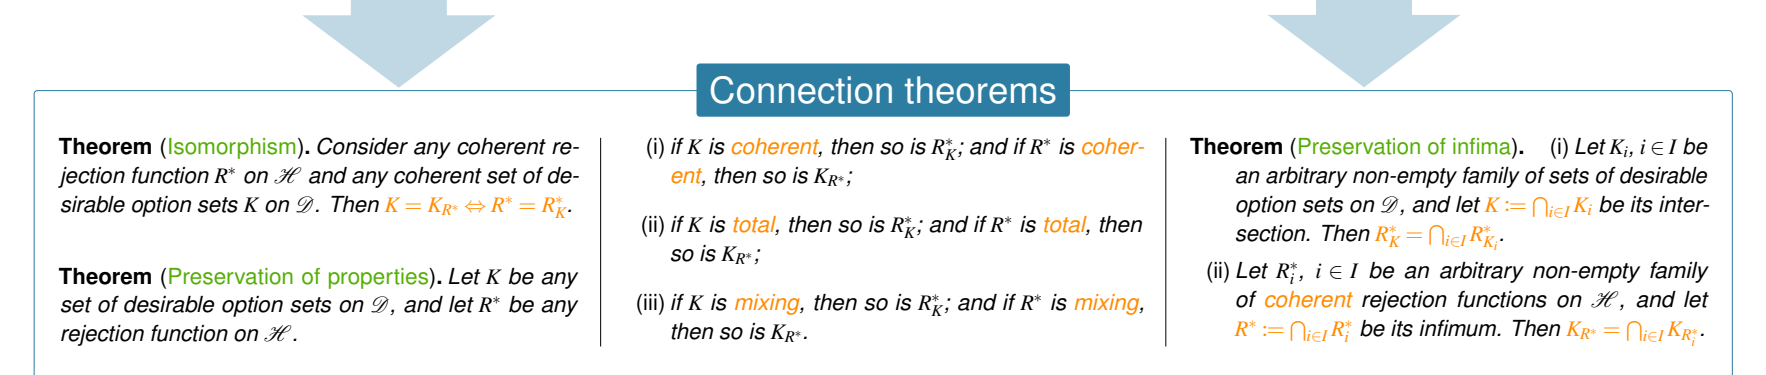 Connection theorems
Theorem (Isomorphism). Consider any coherent re-
jection function R* on ℋ and any coherent set of de-
sirable option sets K on 𝒟. Then K = K_{R*} ⇔ R* = R*_K.
Theorem (Preservation of properties). Let K be any
set of desirable option sets on 𝒟, and let R* be any
rejection function on ℋ.
(i) if K is coherent, then so is R*_K; and if R* is coher-
ent, then so is K_{R*};
(ii) if K is total, then so is R*_K; and if R* is total, then
so is K_{R*};
(iii) if K is mixing, then so is R*_K; and if R* is mixing,
then so is K_{R*}.
Theorem (Preservation of infima). (i) Let K_i, i ∈ I be
an arbitrary non-empty family of sets of desirable
option sets on 𝒟, and let K := ⋂_{i∈I} K_i be its inter-
section. Then R*_K = ⋂_{i∈I} R*_{K_i}.
(ii) Let R*_i, i ∈ I be an arbitrary non-empty family
of coherent rejection functions on ℋ, and let
R* := ⋂_{i∈I} R*_i be its infimum. Then K_{R*} = ⋂_{i∈I} K_{R*_i}.